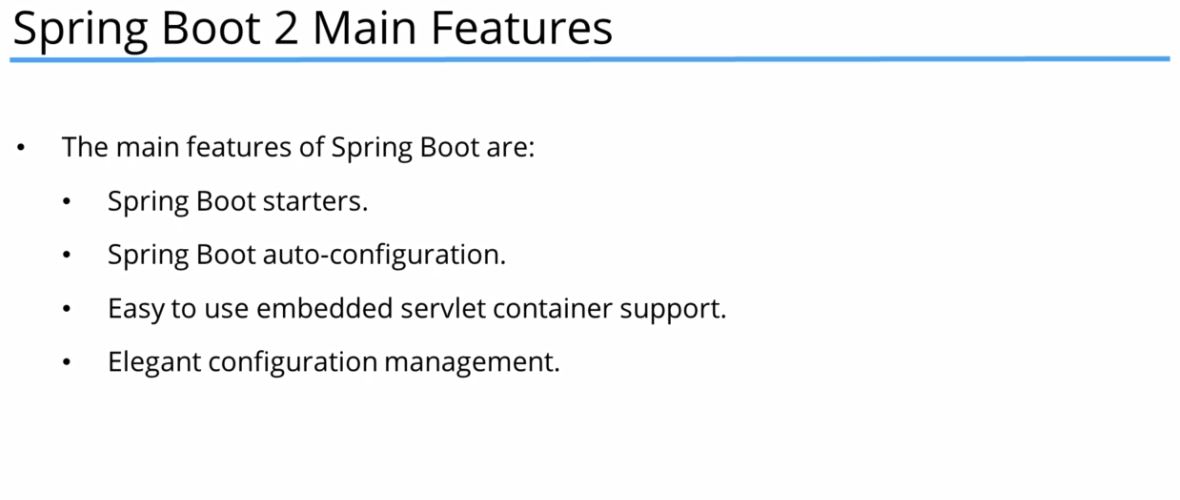 Spring Boot 2 Main Features
• The main features of Spring Boot are:
• Spring Boot starters.
• Spring Boot auto-configuration.
• Easy to use embedded servlet container support.
• Elegant configuration management.